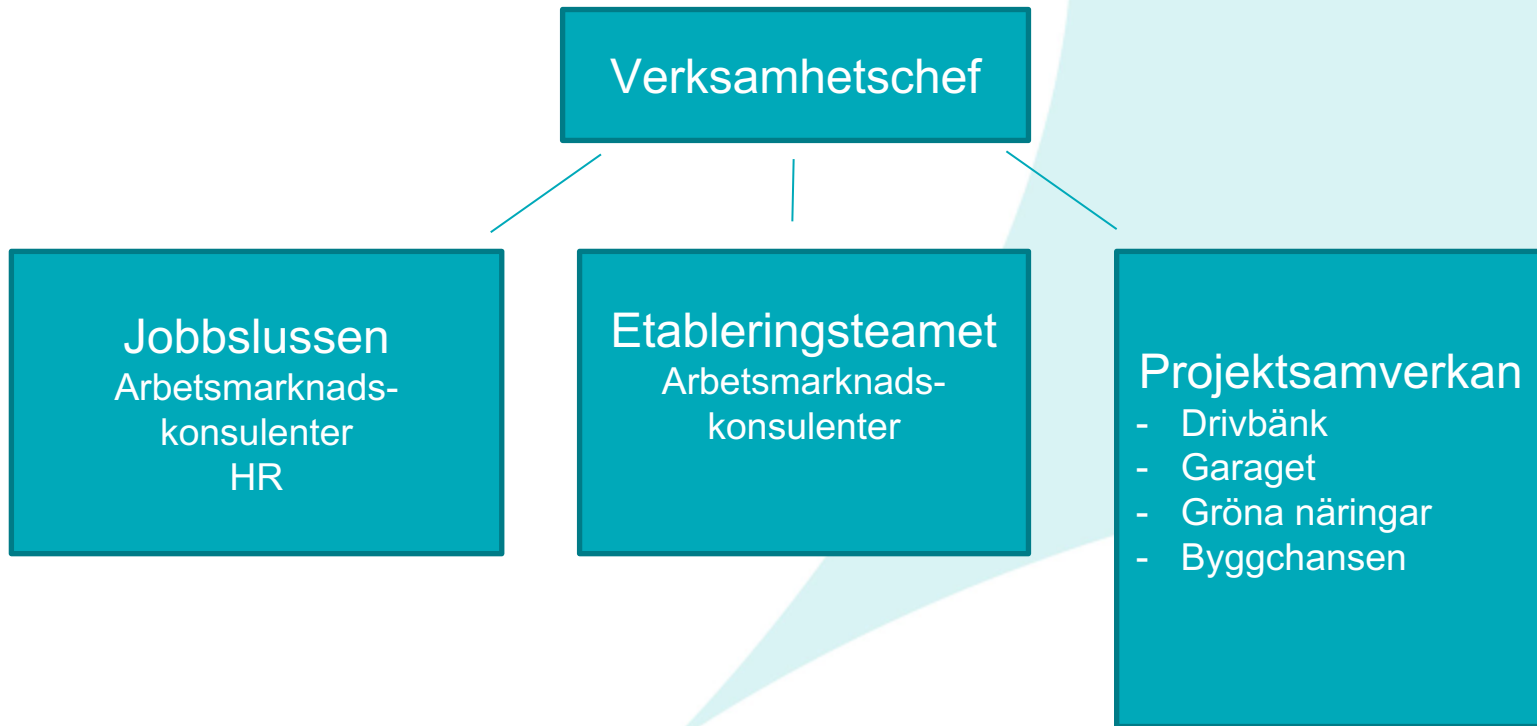 Verksamhetschef
Jobbslussen
Arbetsmarknads-
konsulenter
HR
Etableringsteamet
Arbetsmarknads-
konsulenter
Projektsamverkan
- Drivbänk
- Garaget
- Gröna näringar
- Byggchansen